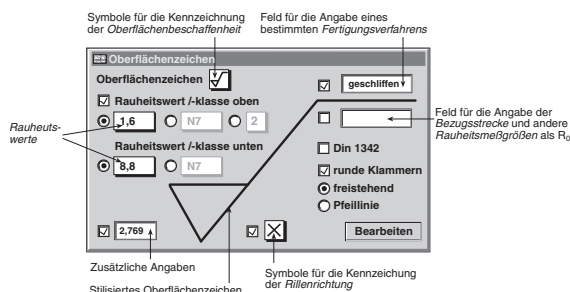 Symbole für die Kennzeichnung
der Oberflächenbeschaffenheit
Feld für die Angabe eines
bestimmten Fertigungsverfahrens
Oberflächenzeichen
Oberflächenzeichen
geschliffen
Rauheitswert /-klasse oben
1,6
N7
2
Rauheuts-
werte
Feld für die Angabe der
Bezugsstrecke und andere
Rauheitsmeßgrößen als R0
Rauheitswert /-klasse unten
8,8
N7
Din 1342
runde Klammern
freistehend
Pfeillinie
2,769
Bearbeiten
Zusätzliche Angaben
Stilisiertes Oberflächenzeichen
Symbole für die Kennzeichung
der Rillenrichtung